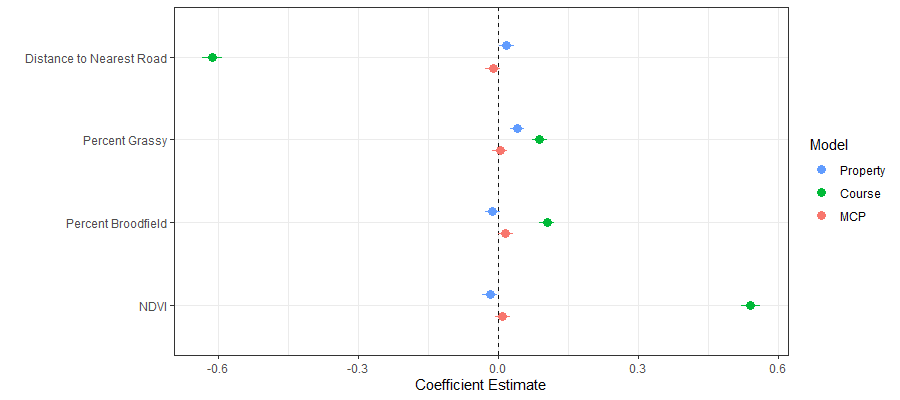 Distance to Nearest Road
Percent Grassy
Percent Broodfield
NDVI
-0.6
-0.3
0.0
0.3
0.6
Coefficient Estimate
Model
Property
Course
MCP